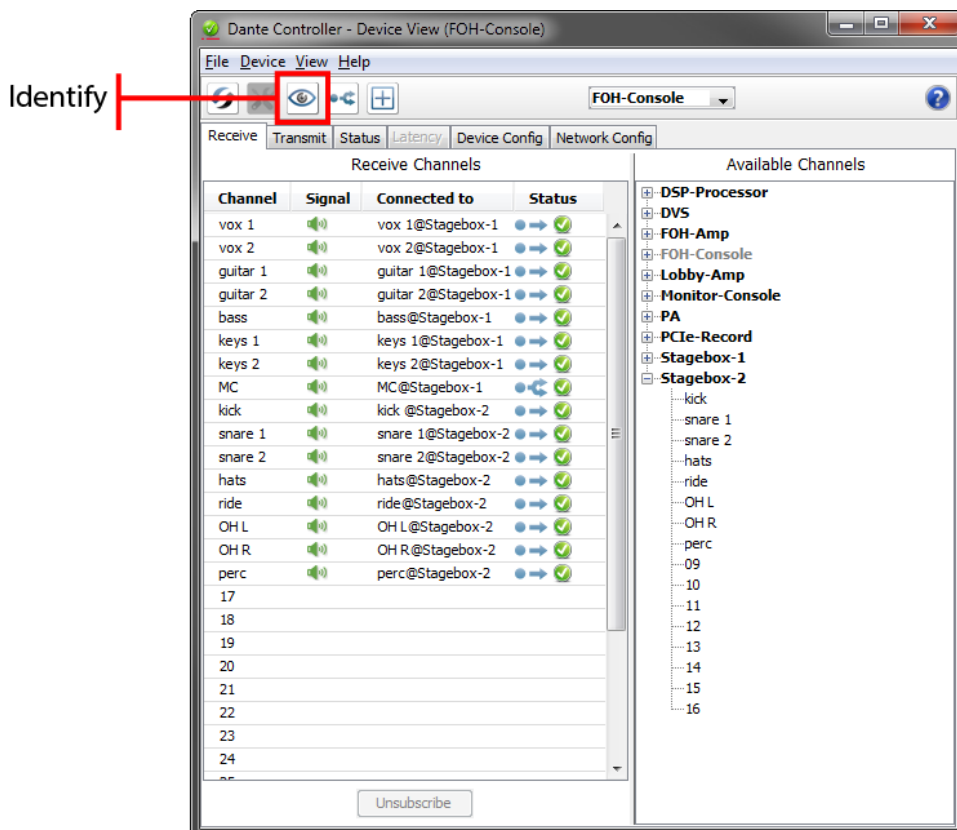 Dante Controller - Device View (FOH-Console)
File Device View Help
Identify
FOH-Console
Receive Transmit Status Latency Device Config Network Config
Receive Channels
Channel Signal Connected to Status
vox 1 vox 1@Stagebox-1
vox 2 vox 2@Stagebox-1
guitar 1 guitar 1@Stagebox-1
guitar 2 guitar 2@Stagebox-1
bass bass@Stagebox-1
keys 1 keys 1@Stagebox-1
keys 2 keys 2@Stagebox-1
MC MC@Stagebox-1
kick kick @Stagebox-2
snare 1 snare 1@Stagebox-2
snare 2 snare 2@Stagebox-2
hats hats@Stagebox-2
ride ride@Stagebox-2
OH L OH L@Stagebox-2
OH R OH R@Stagebox-2
perc perc@Stagebox-2
17
18
19
20
21
22
23
24
Unsubscribe
Available Channels
DSP-Processor
DVS
FOH-Amp
FOH-Console
Lobby-Amp
Monitor-Console
PA
PCIe-Record
Stagebox-1
Stagebox-2
kick
snare 1
snare 2
hats
ride
OH L
OH R
perc
09
10
11
12
13
14
15
16